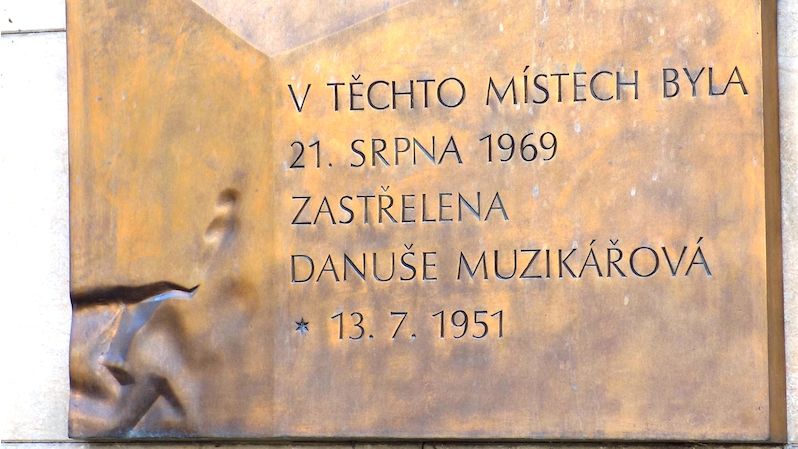 V TĚCHTO MÍSTECH BYLA
21. SRPNA 1969
ZASTŘELENA
DANUŠE MUZIKÁŘOVÁ
* 13. 7. 1951